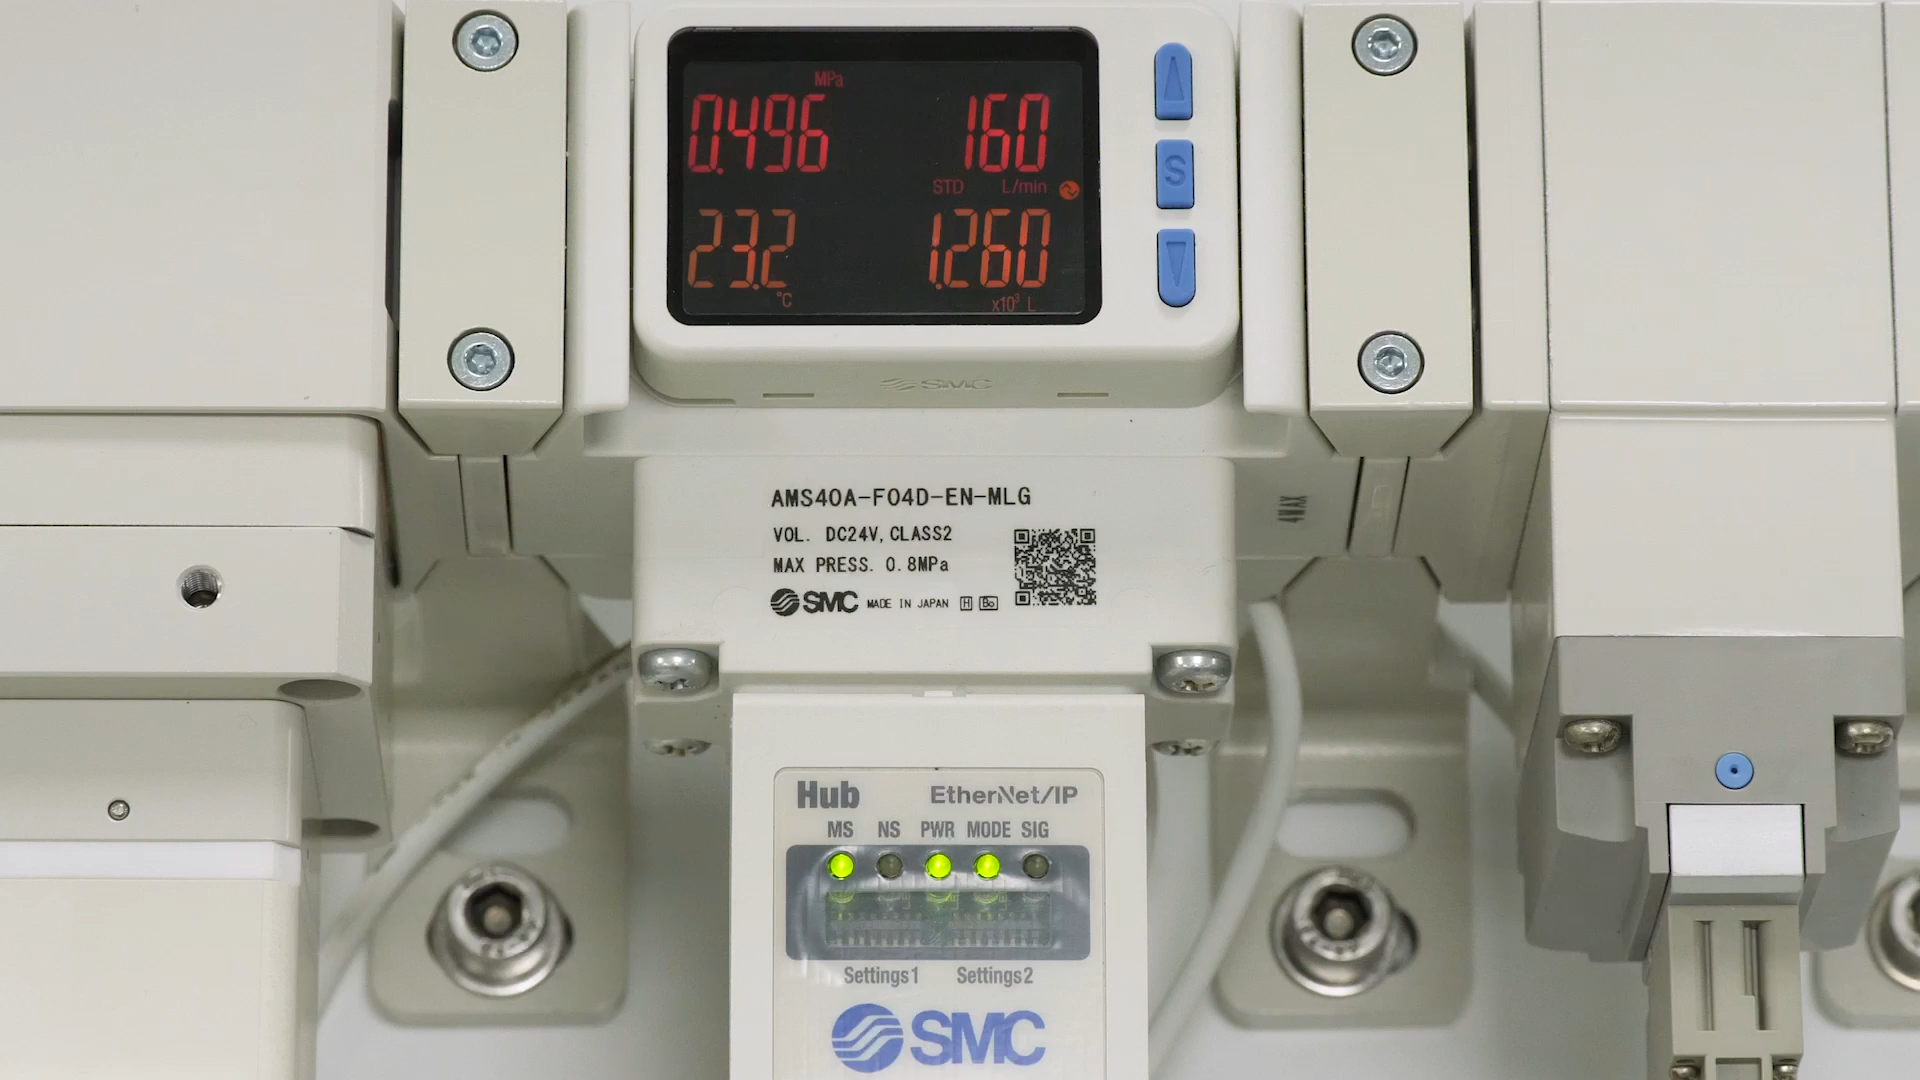 MPa
0.496 160
STD L/min
23.2 1.260
°C x10³ L
S
SMC
AMS40A-F04D-EN-MLG
VOL. DC24V, CLASS2
MAX PRESS. 0.8MPa
SMC MADE IN JAPAN H Bo
4MAX
Hub EtherNet/IP
MS NS PWR MODE SIG
Settings1 Settings2
SMC